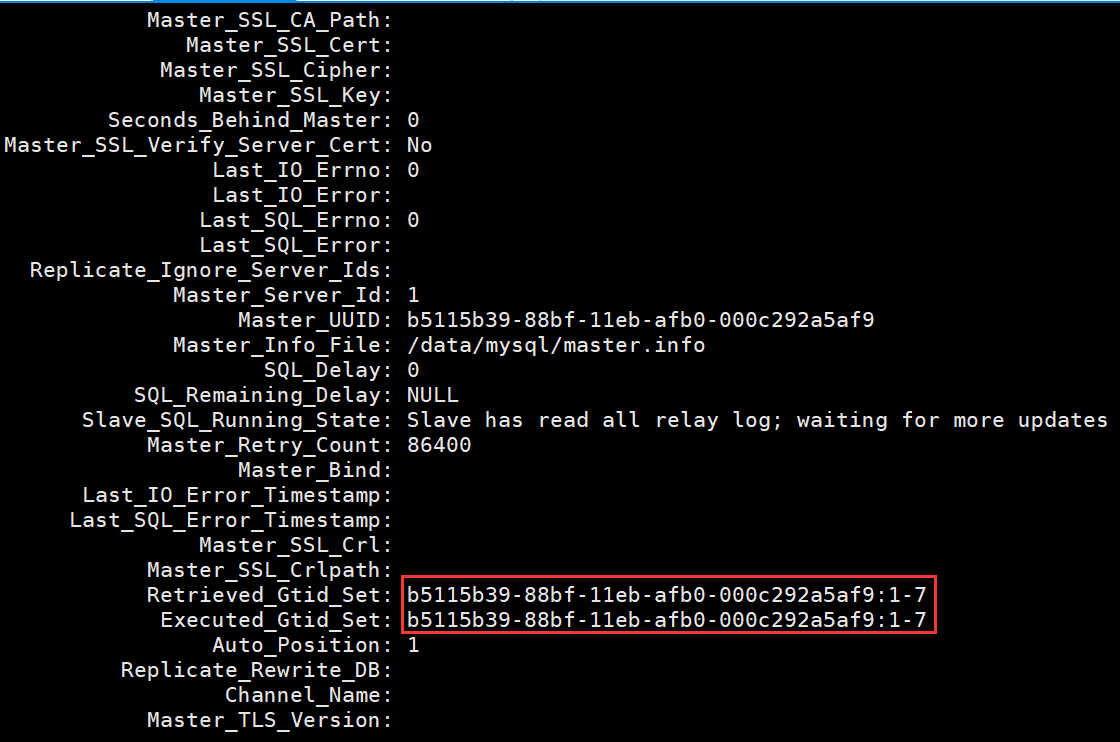 Master_SSL_CA_Path:
Master_SSL_Cert:
Master_SSL_Cipher:
Master_SSL_Key:
Seconds_Behind_Master: 0
Master_SSL_Verify_Server_Cert: No
Last_IO_Errno: 0
Last_IO_Error:
Last_SQL_Errno: 0
Last_SQL_Error:
Replicate_Ignore_Server_Ids:
Master_Server_Id: 1
Master_UUID: b5115b39-88bf-11eb-afb0-000c292a5af9
Master_Info_File: /data/mysql/master.info
SQL_Delay: 0
SQL_Remaining_Delay: NULL
Slave_SQL_Running_State: Slave has read all relay log; waiting for more updates
Master_Retry_Count: 86400
Master_Bind:
Last_IO_Error_Timestamp:
Last_SQL_Error_Timestamp:
Master_SSL_Crl:
Master_SSL_Crlpath:
Retrieved_Gtid_Set: b5115b39-88bf-11eb-afb0-000c292a5af9:1-7
Executed_Gtid_Set: b5115b39-88bf-11eb-afb0-000c292a5af9:1-7
Auto_Position: 1
Replicate_Rewrite_DB:
Channel_Name:
Master_TLS_Version: